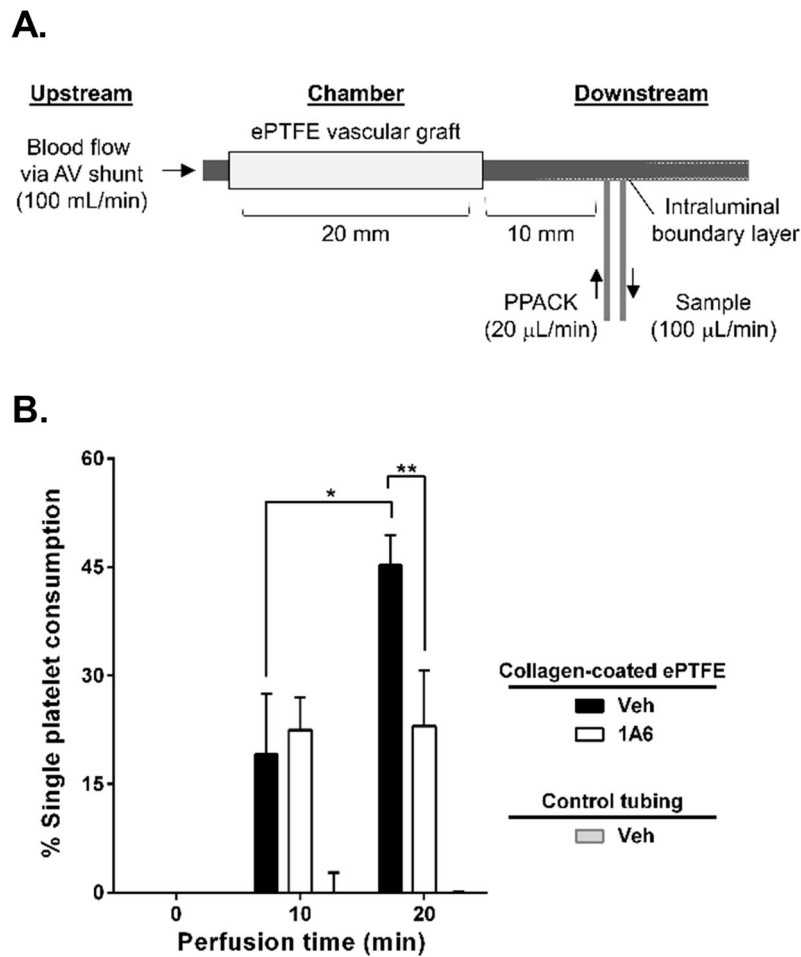 A.
Upstream
Chamber
Downstream
Blood flow
via AV shunt
(100 mL/min)
ePTFE vascular graft
20 mm
10 mm
Intraluminal
boundary layer
PPACK
(20 μL/min)
Sample
(100 μL/min)
B.
% Single platelet consumption
60
45
30
15
0
*
**
0
10
20
Perfusion time (min)
Collagen-coated ePTFE
Veh
1A6
Control tubing
Veh